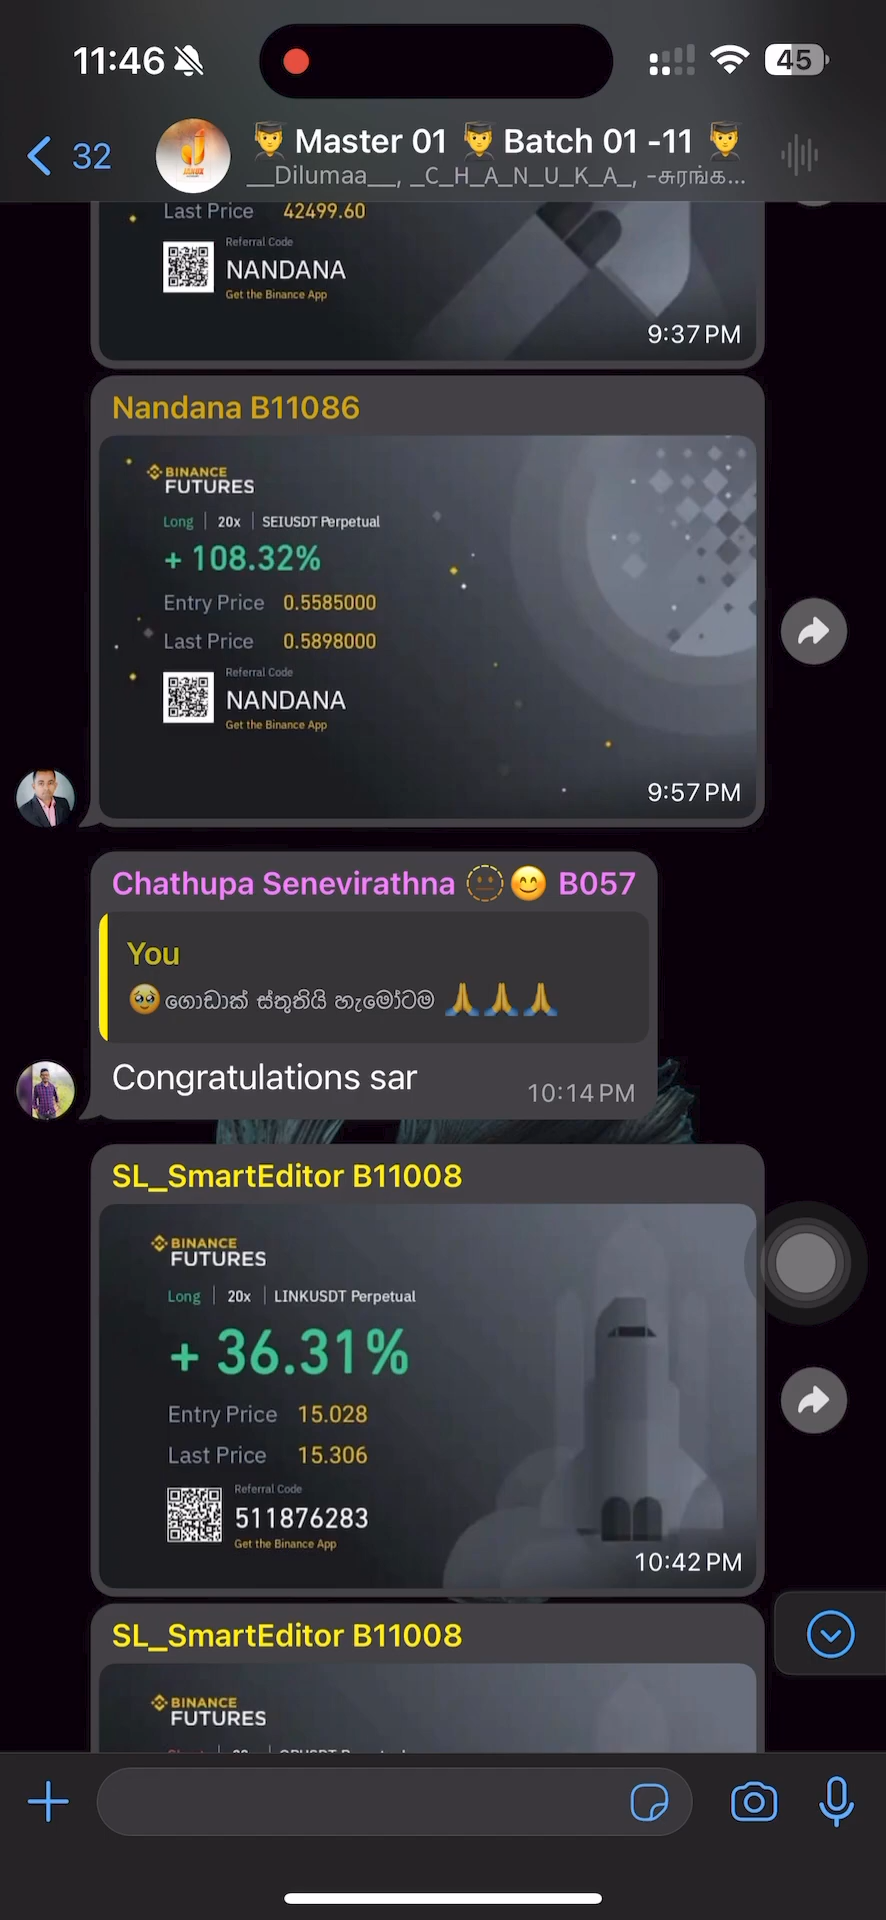 11:46
45
32
Master 01 Batch 01 -11
__Dilumaa__, _C_H_A_N_U_K_A_, -சுரங்க...
Last Price 42499.60
Referral Code
NANDANA
Get the Binance App
9:37 PM
Nandana B11086
BINANCE
FUTURES
Long 20x SEIUSDT Perpetual
+ 108.32%
Entry Price 0.5585000
Last Price 0.5898000
Referral Code
NANDANA
Get the Binance App
9:57 PM
Chathupa Senevirathna 🫥😊 B057
You
🥹ගොඩාක් ස්තූතියි හැමෝටම 🙏🙏🙏
Congratulations sar
10:14 PM
SL_SmartEditor B11008
BINANCE
FUTURES
Long 20x LINKUSDT Perpetual
+ 36.31%
Entry Price 15.028
Last Price 15.306
Referral Code
511876283
Get the Binance App
10:42 PM
SL_SmartEditor B11008
BINANCE
FUTURES